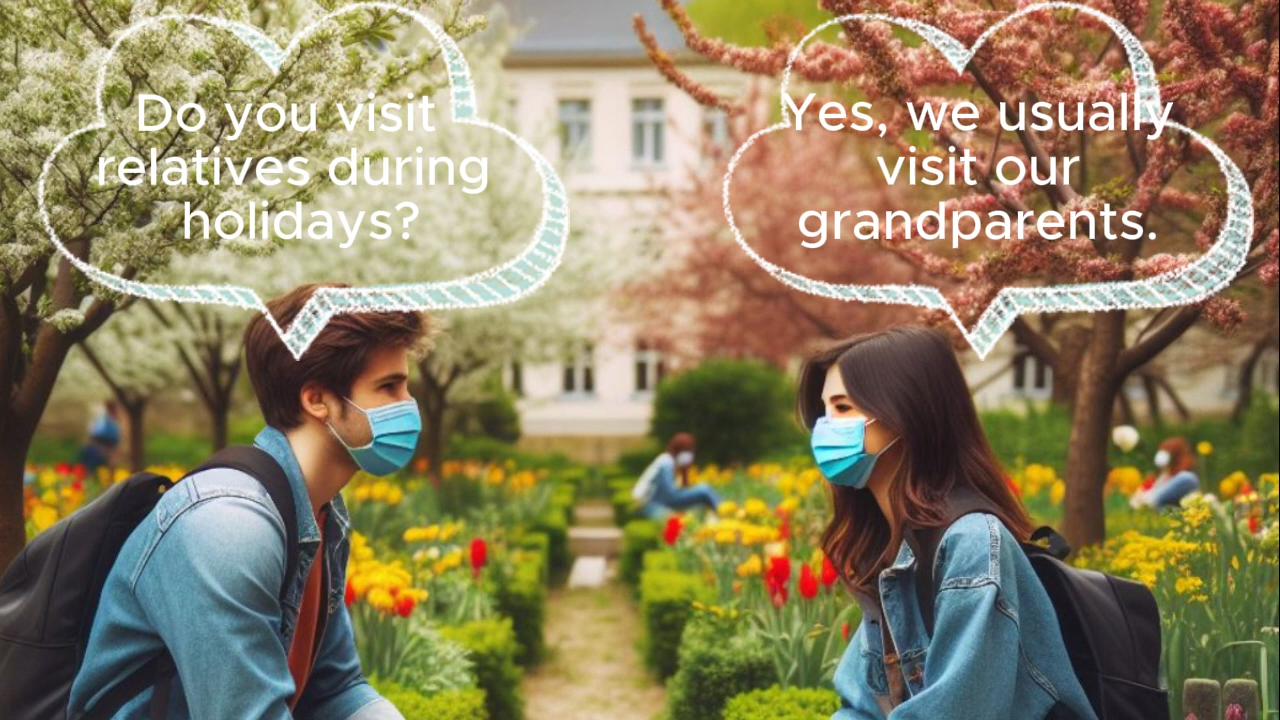 Do you visit
relatives during
holidays?
Yes, we usually
visit our
grandparents.